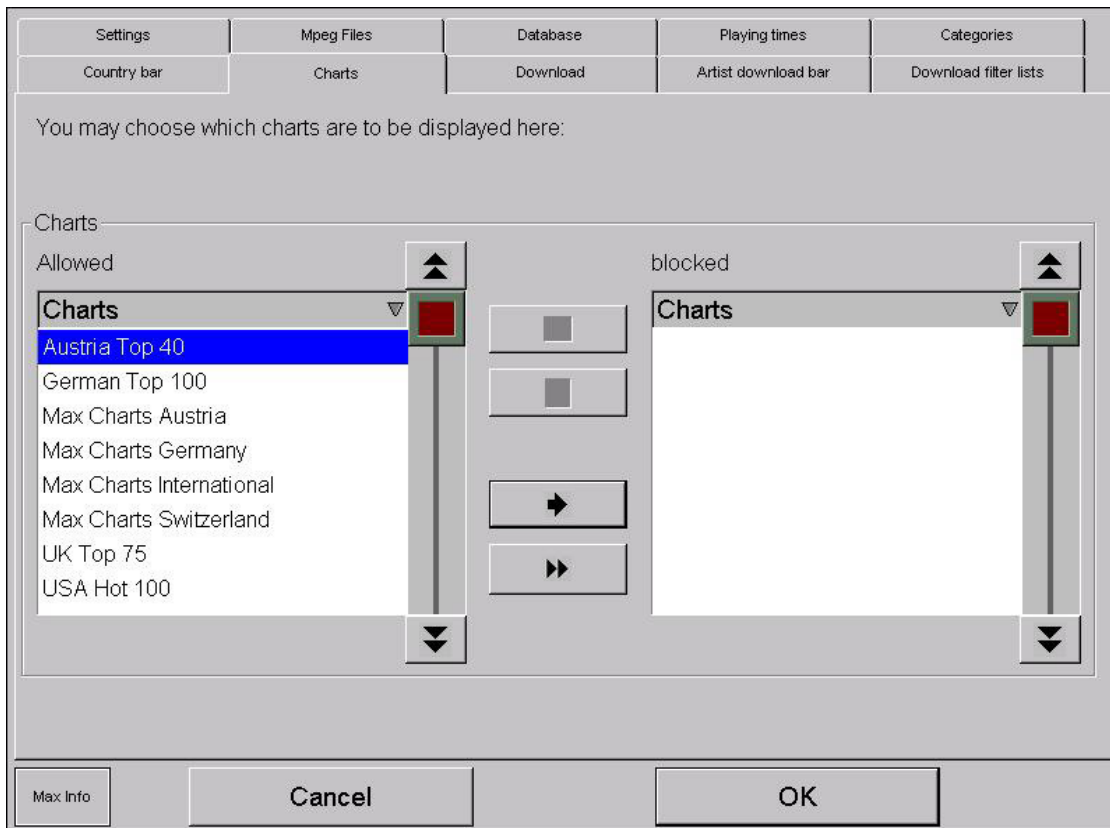 Settings
Mpeg Files
Database
Playing times
Categories
Country bar
Charts
Download
Artist download bar
Download filter lists
You may choose which charts are to be displayed here:
Charts
Allowed
blocked
Charts
Charts
Austria Top 40
German Top 100
Max Charts Austria
Max Charts Germany
Max Charts International
Max Charts Switzerland
UK Top 75
USA Hot 100
Max Info
Cancel
OK